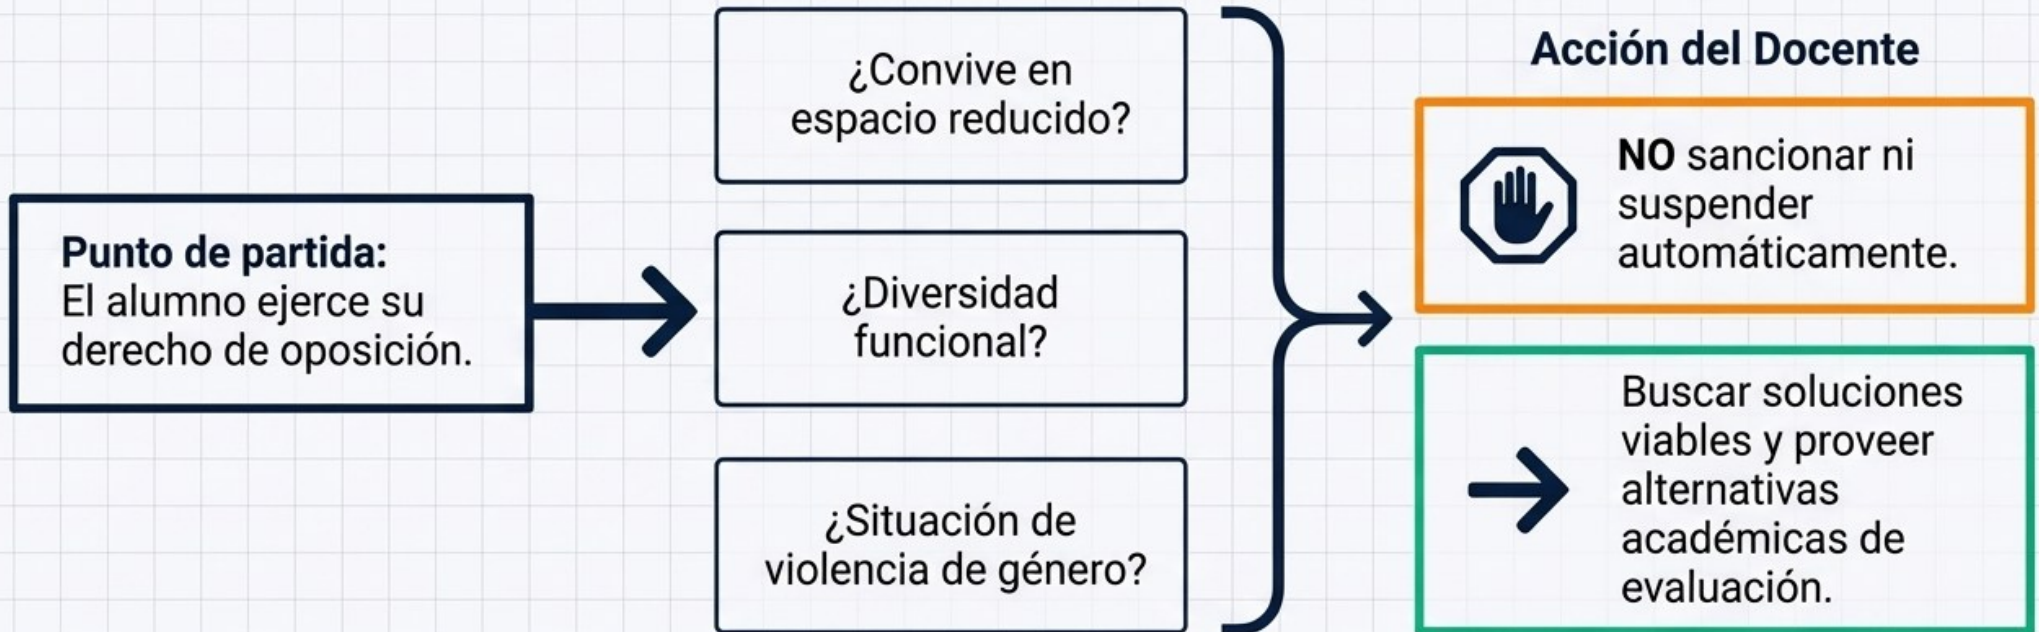 Punto de partida:
El alumno ejerce su
derecho de oposición.
¿Convive en
espacio reducido?
¿Diversidad
funcional?
¿Situación de
violencia de género?
Acción del Docente
NO sancionar ni
suspender
automáticamente.
Buscar soluciones
viables y proveer
alternativas
académicas de
evaluación.